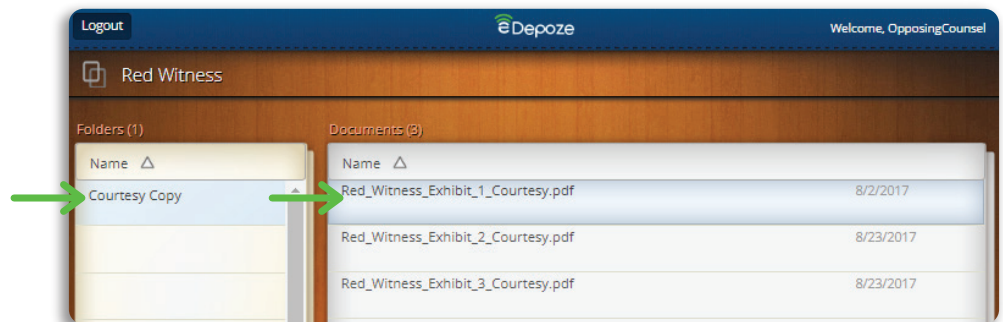 Logout
eDepoze
Welcome, OpposingCounsel
Red Witness
Folders (1)
Documents (3)
Name
Name
Courtesy Copy
Red_Witness_Exhibit_1_Courtesy.pdf
8/2/2017
Red_Witness_Exhibit_2_Courtesy.pdf
8/23/2017
Red_Witness_Exhibit_3_Courtesy.pdf
8/23/2017